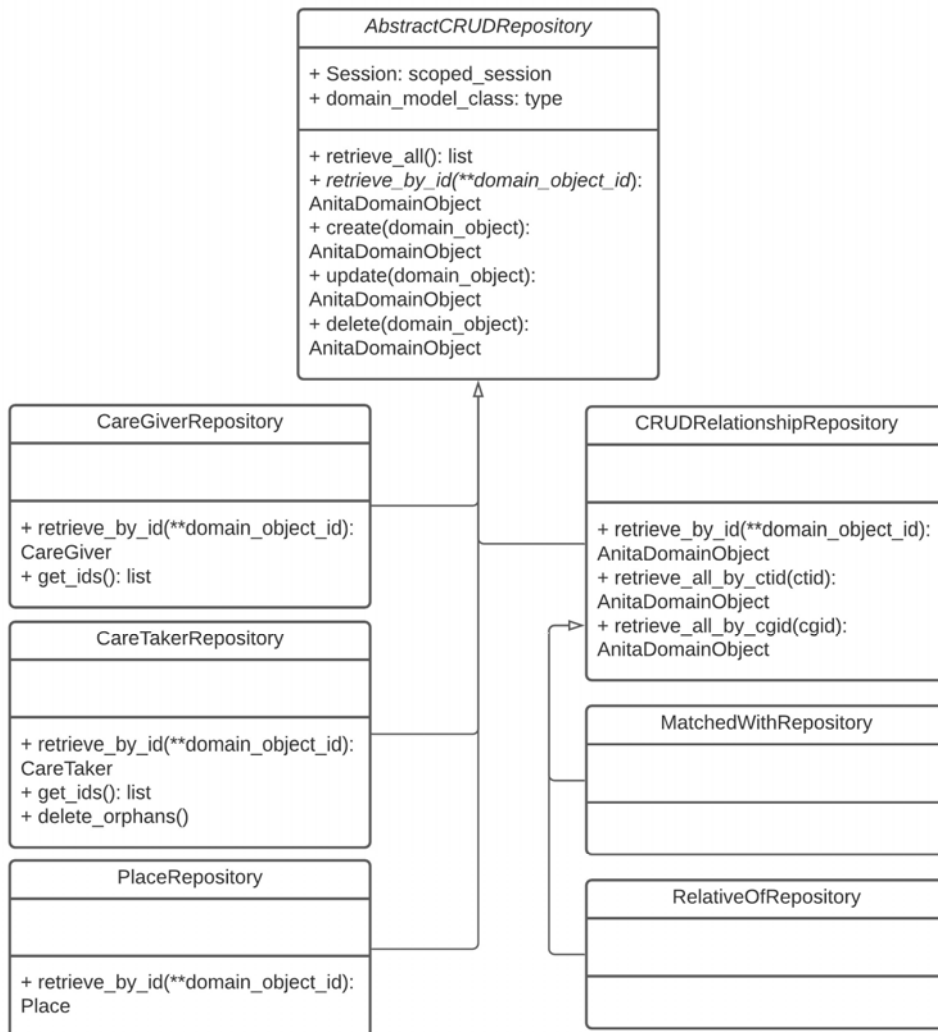 AbstractCRUDRepository
+ Session: scoped_session
+ domain_model_class: type
+ retrieve_all(): list
+ retrieve_by_id(**domain_object_id):
AnitaDomainObject
+ create(domain_object):
AnitaDomainObject
+ update(domain_object):
AnitaDomainObject
+ delete(domain_object):
AnitaDomainObject
CareGiverRepository
+ retrieve_by_id(**domain_object_id):
CareGiver
+ get_ids(): list
CareTakerRepository
+ retrieve_by_id(**domain_object_id):
CareTaker
+ get_ids(): list
+ delete_orphans()
PlaceRepository
+ retrieve_by_id(**domain_object_id):
Place
CRUDRelationshipRepository
+ retrieve_by_id(**domain_object_id):
AnitaDomainObject
+ retrieve_all_by_ctid(ctid):
AnitaDomainObject
+ retrieve_all_by_cgid(cgid):
AnitaDomainObject
MatchedWithRepository
RelativeOfRepository